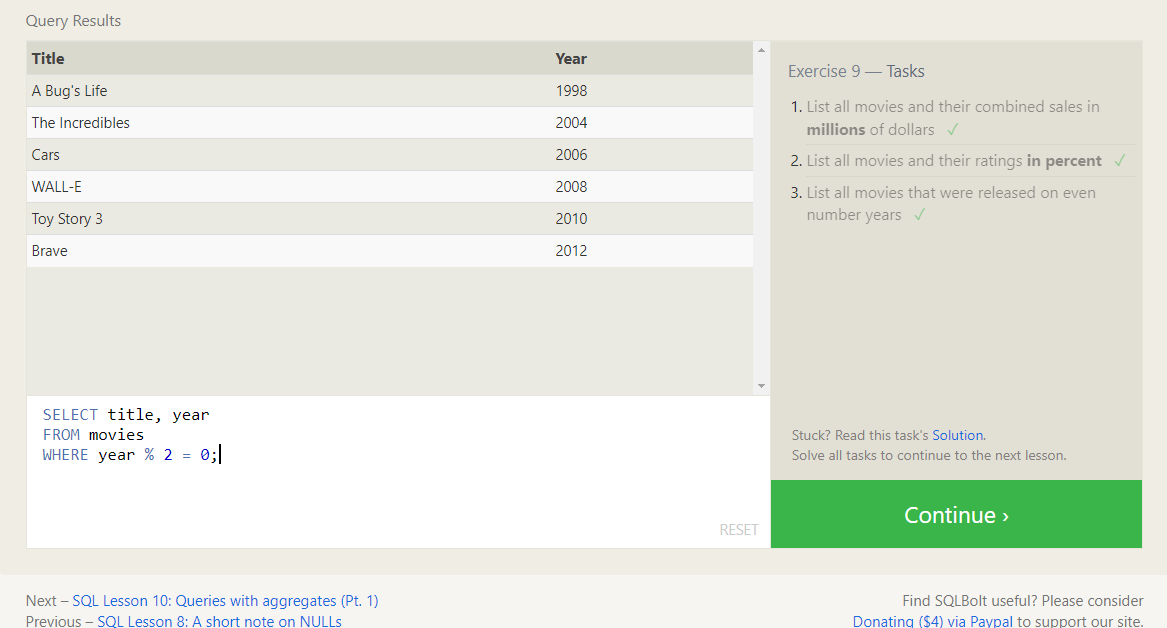 Query Results
Title Year
A Bug's Life 1998
The Incredibles 2004
Cars 2006
WALL-E 2008
Toy Story 3 2010
Brave 2012
SELECT title, year
FROM movies
WHERE year % 2 = 0;
RESET
Exercise 9 — Tasks
1. List all movies and their combined sales in
millions of dollars ✓
2. List all movies and their ratings in percent ✓
3. List all movies that were released on even
number years ✓
Stuck? Read this task's Solution.
Solve all tasks to continue to the next lesson.
Continue ›
Next – SQL Lesson 10: Queries with aggregates (Pt. 1)
Previous – SQL Lesson 8: A short note on NULLs
Find SQLBolt useful? Please consider
Donating ($4) via Paypal to support our site.